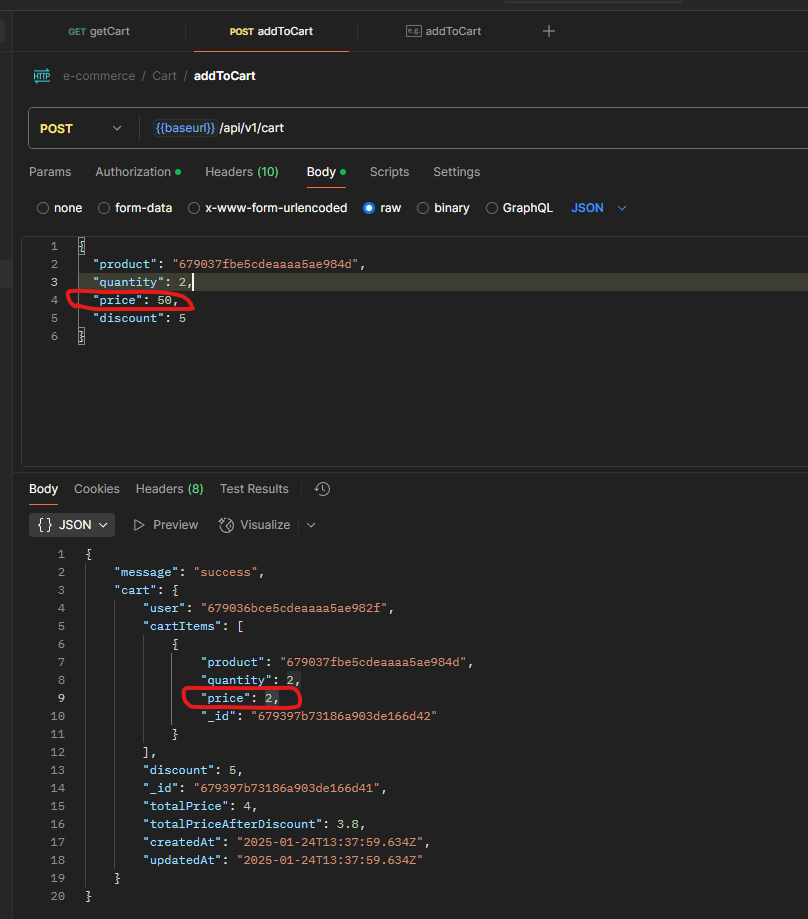 GET getCart POST addToCart e.g. addToCart
HTTP e-commerce / Cart / addToCart
POST {{baseurl}} /api/v1/cart
Params Authorization Headers (10) Body Scripts Settings
none form-data x-www-form-urlencoded raw binary GraphQL JSON
1 {
2 "product": "679037fbe5cdeaaaa5ae984d",
3 "quantity": 2,
4 "price": 50,
5 "discount": 5
6 }
Body Cookies Headers (8) Test Results
{} JSON Preview Visualize
1 {
2 "message": "success",
3 "cart": {
4 "user": "679036bce5cdeaaaa5ae982f",
5 "cartItems": [
6 {
7 "product": "679037fbe5cdeaaaa5ae984d",
8 "quantity": 2,
9 "price": 2,
10 "_id": "679397b73186a903de166d42"
11 }
12 ],
13 "discount": 5,
14 "_id": "679397b73186a903de166d41",
15 "totalPrice": 4,
16 "totalPriceAfterDiscount": 3.8,
17 "createdAt": "2025-01-24T13:37:59.634Z",
18 "updatedAt": "2025-01-24T13:37:59.634Z"
19 }
20 }